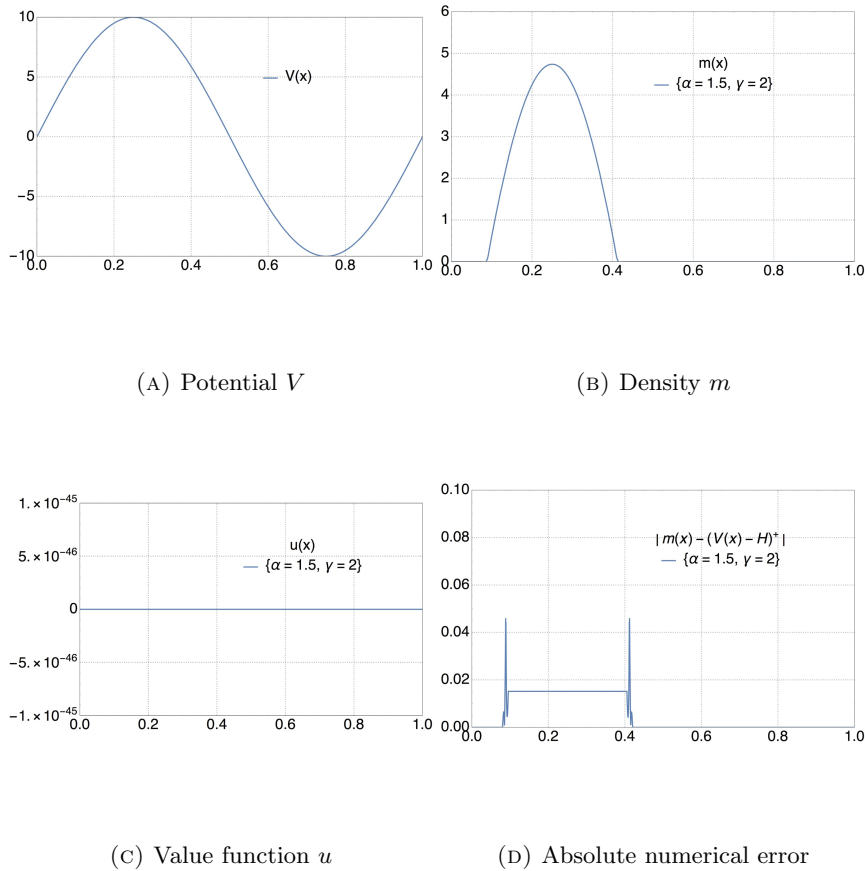 10
5
0
−5
−10
0.0 0.2 0.4 0.6 0.8 1.0
V(x)
(A) Potential V
6
5
4
3
2
1
0
0.0 0.2 0.4 0.6 0.8 1.0
m(x)
{α = 1.5, γ = 2}
(B) Density m
1.×10⁻⁴⁵
5.×10⁻⁴⁶
0
−5.×10⁻⁴⁶
−1.×10⁻⁴⁵
0.0 0.2 0.4 0.6 0.8 1.0
u(x)
{α = 1.5, γ = 2}
(C) Value function u
0.10
0.08
0.06
0.04
0.02
0.00
0.0 0.2 0.4 0.6 0.8 1.0
| m(x) − (V(x) − H)⁺ |
{α = 1.5, γ = 2}
(D) Absolute numerical error